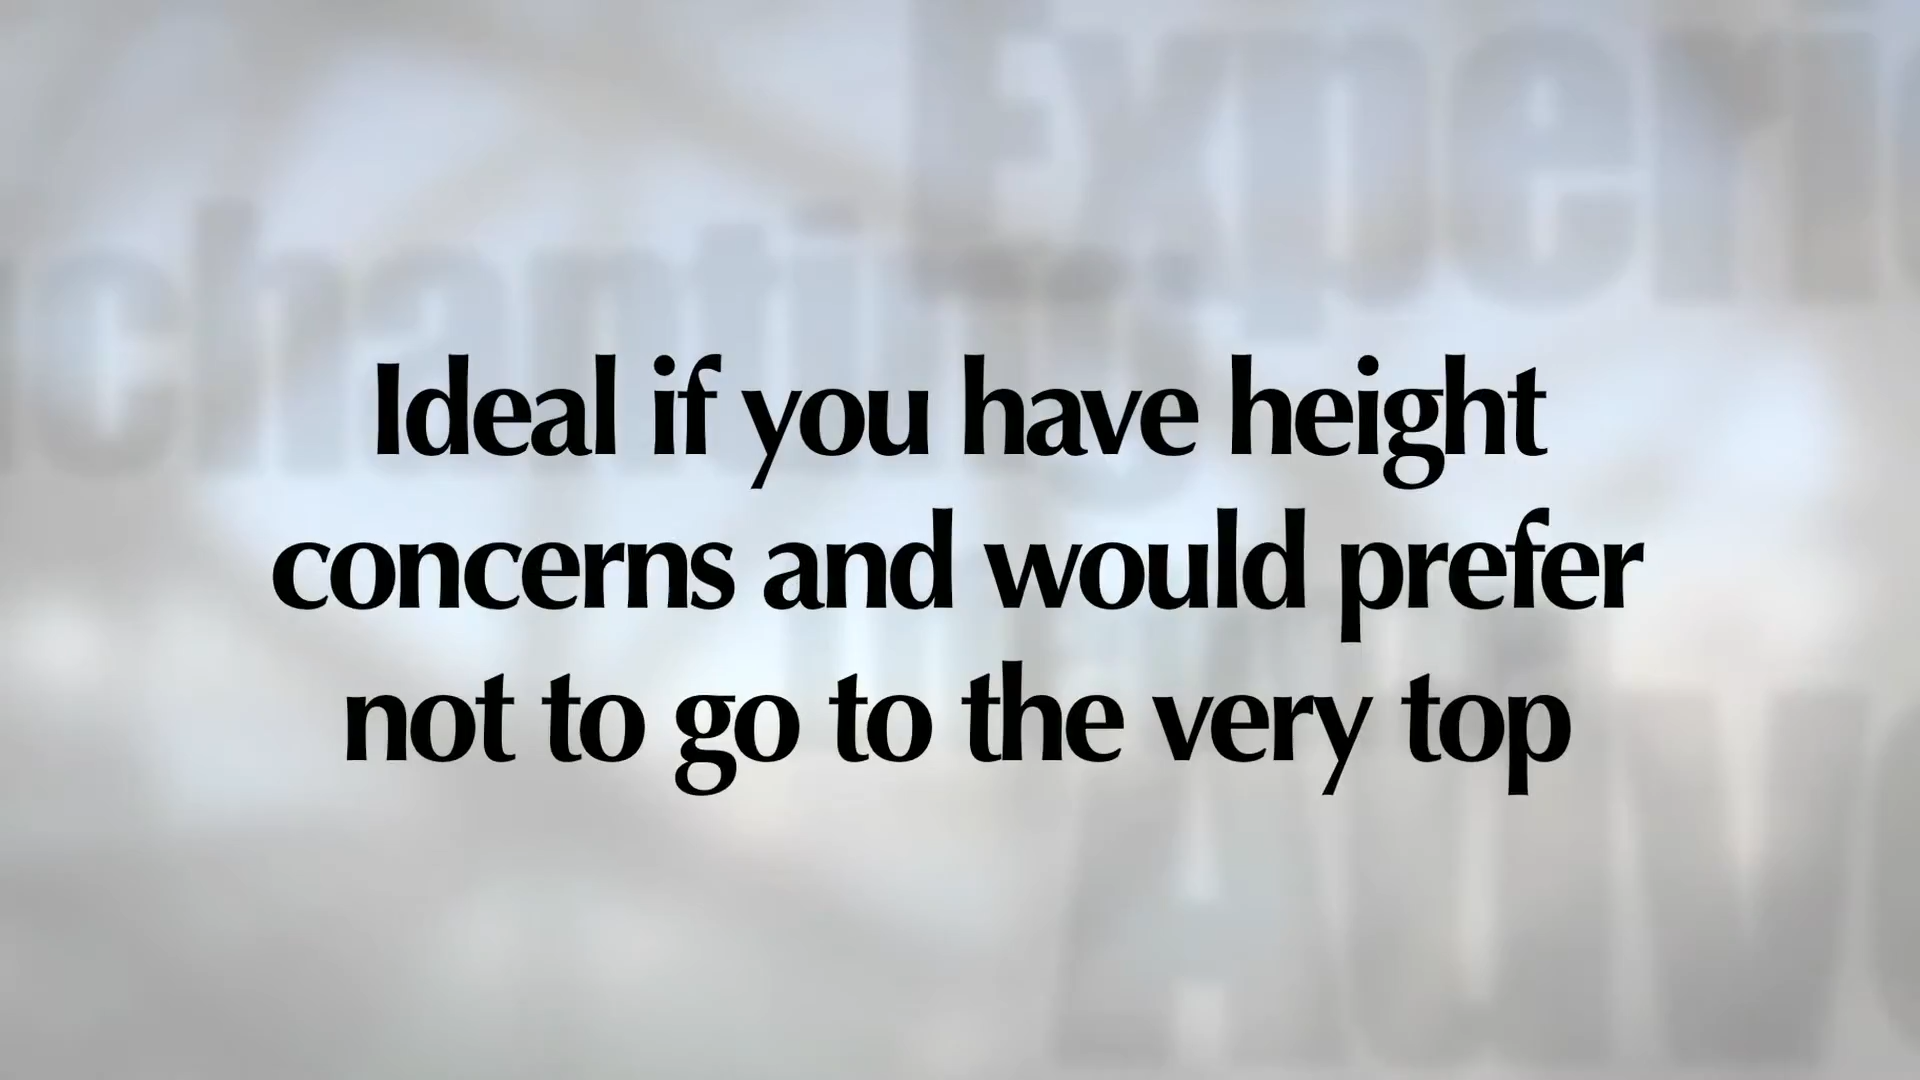 Ideal if you have height
concerns and would prefer
not to go to the very top